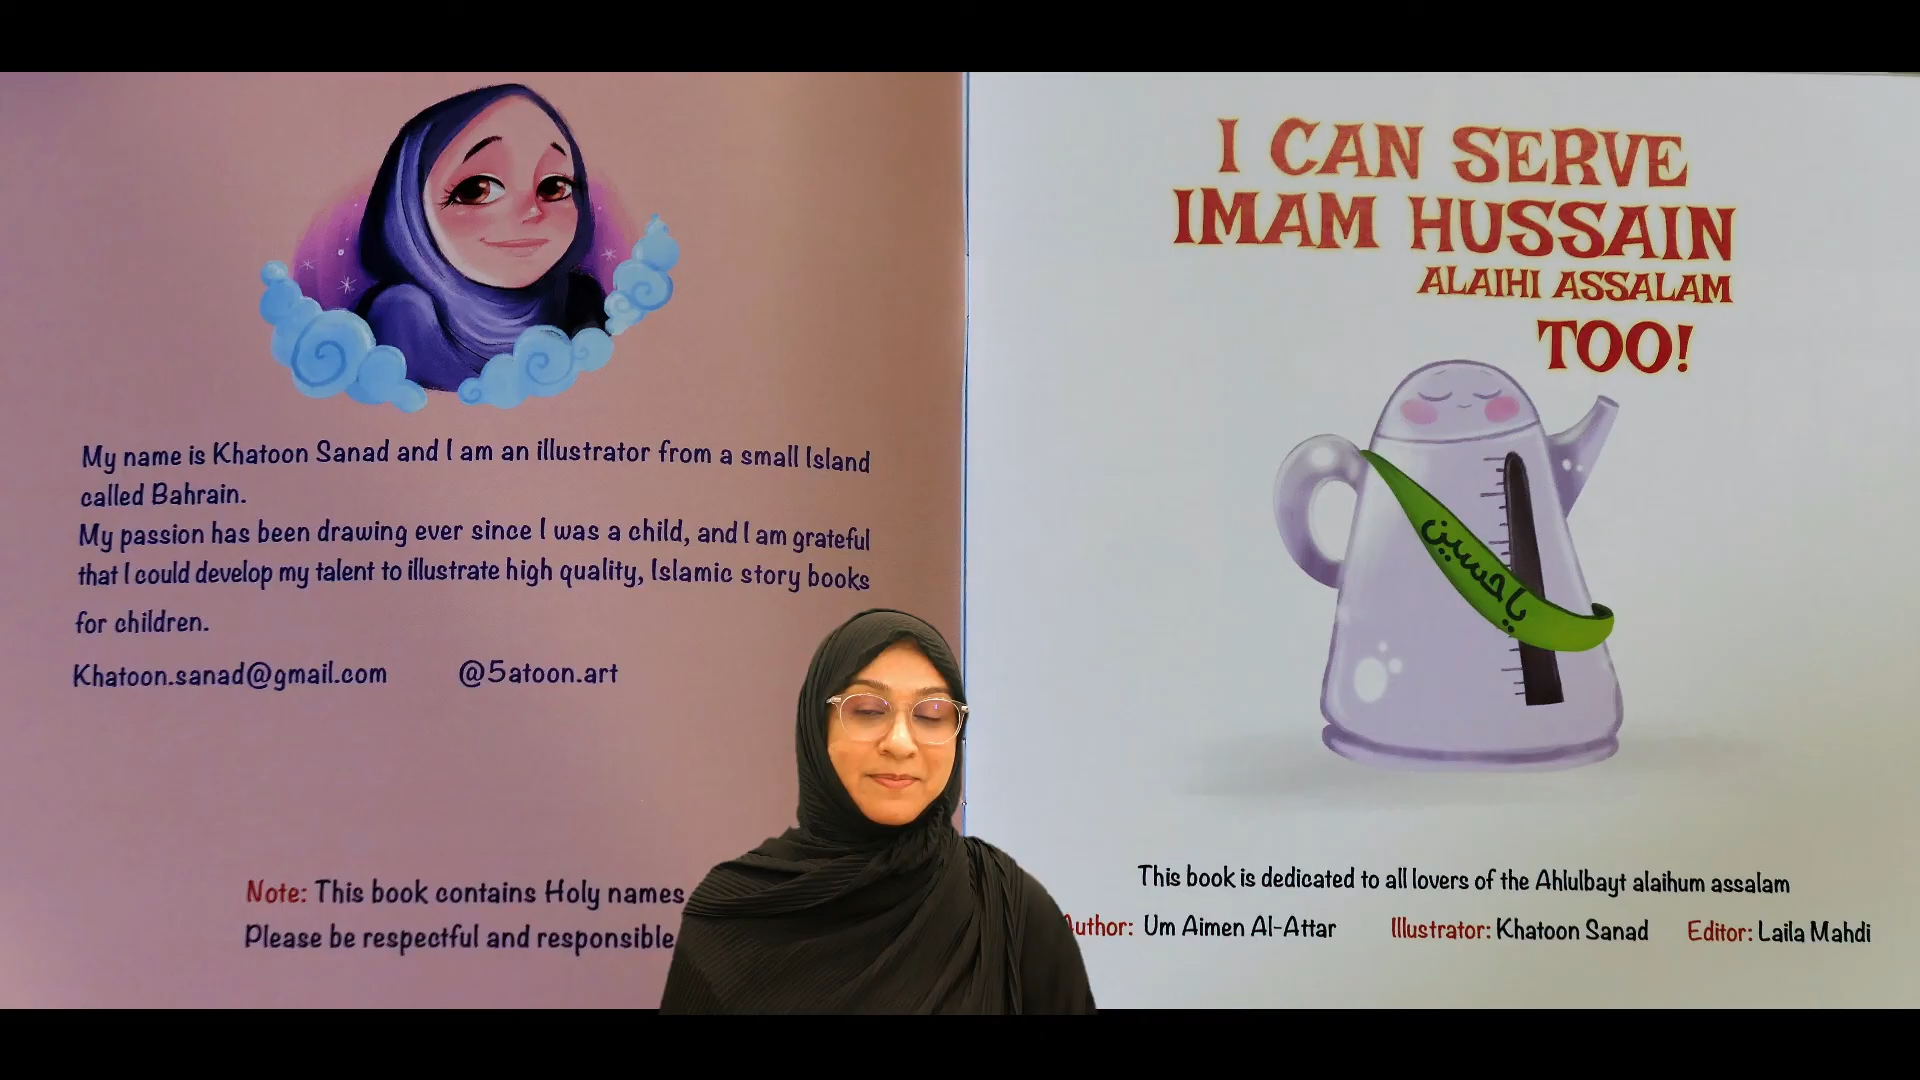 My name is Khatoon Sanad and I am an illustrator from a small Island
called Bahrain.
My passion has been drawing ever since I was a child, and I am grateful
that I could develop my talent to illustrate high quality, Islamic story books
for children.
Khatoon.sanad@gmail.com @5atoon.art
Note: This book contains Holy names
Please be respectful and responsible
I CAN SERVE
IMAM HUSSAIN
ALAIHI ASSALAM
TOO!
ياحسين
This book is dedicated to all lovers of the Ahlulbayt alaihum assalam
Author: Um Aimen Al-Attar Illustrator: Khatoon Sanad Editor: Laila Mahdi